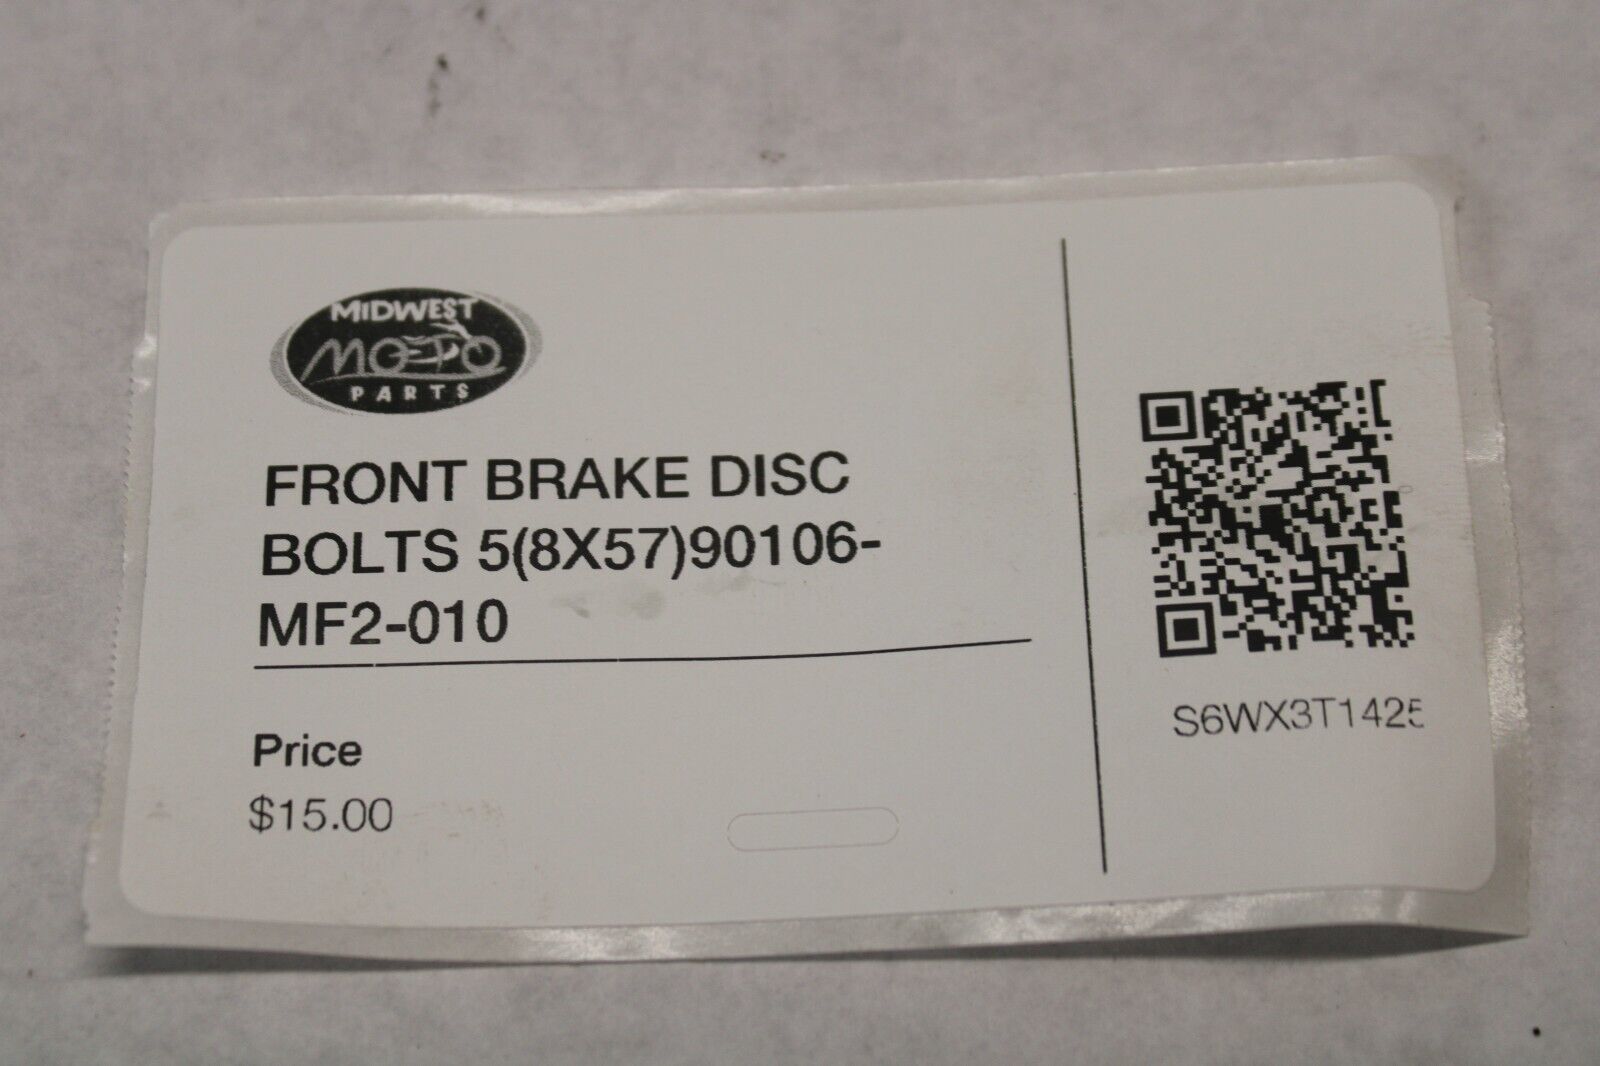 MIDWEST
MOTO
PARTS
FRONT BRAKE DISC
BOLTS 5(8X57)90106-
MF2-010
Price
$15.00
S6WX3T1425